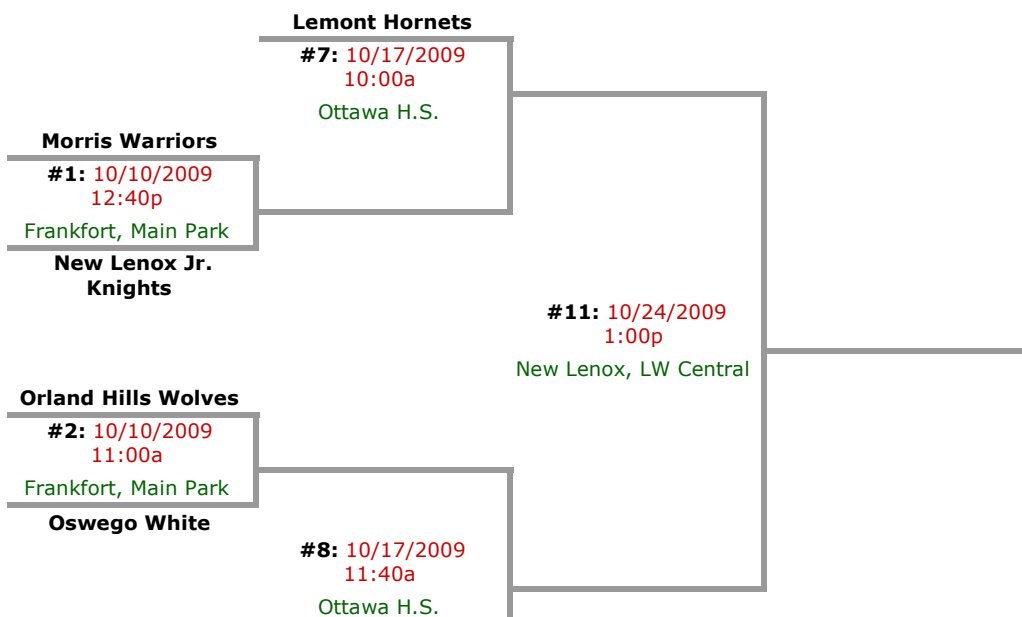 Lemont Hornets
#7: 10/17/2009
10:00a
Ottawa H.S.
Morris Warriors
#1: 10/10/2009
12:40p
Frankfort, Main Park
New Lenox Jr.
Knights
#11: 10/24/2009
1:00p
New Lenox, LW Central
Orland Hills Wolves
#2: 10/10/2009
11:00a
Frankfort, Main Park
Oswego White
#8: 10/17/2009
11:40a
Ottawa H.S.